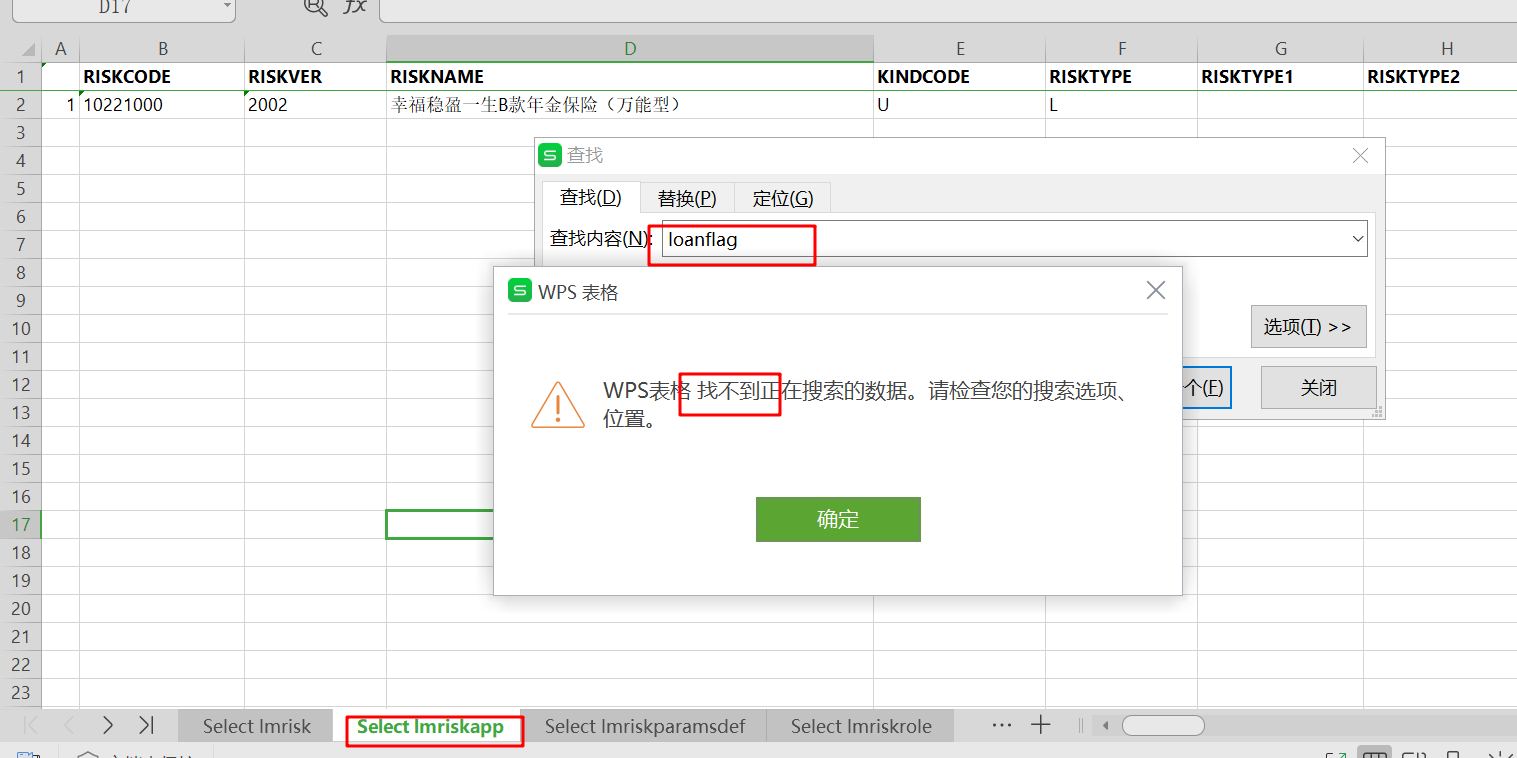 D17
fx
A B C D E F G H
1 RISKCODE RISKVER RISKNAME KINDCODE RISKTYPE RISKTYPE1 RISKTYPE2
2 1 10221000 2002 幸福稳盈一生B款年金保险（万能型） U L
3
4
查找
5
查找(D) 替换(P) 定位(G)
6
7
查找内容(N): loanflag
8
9
WPS 表格
10
选项(T) >>
11
12
WPS表格 找不到正在搜索的数据。请检查您的搜索选项、
位置。
个(F) 关闭
13
14
15
16
17
确定
18
19
20
21
22
23
Select lmrisk Select lmriskapp Select lmriskparamsdef Select lmriskrole ··· +